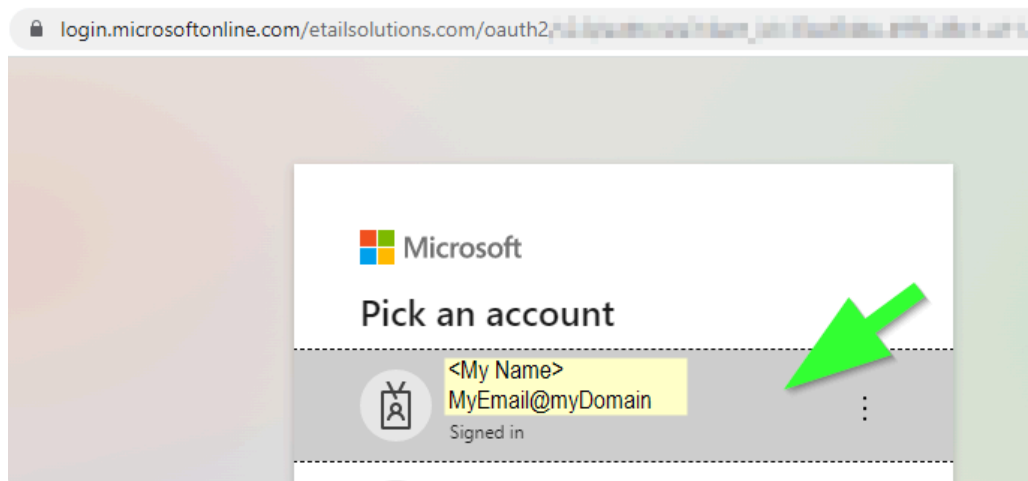 login.microsoftonline.com/etailsolutions.com/oauth2
Microsoft
Pick an account
<My Name>
MyEmail@myDomain
Signed in